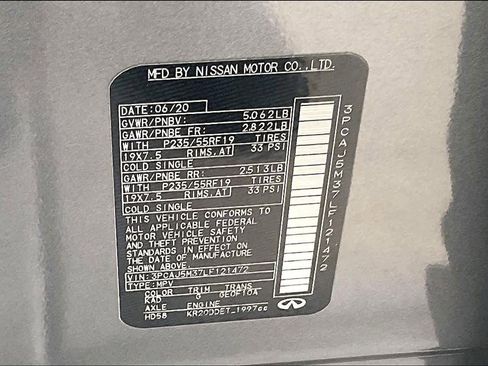 MFD BY NISSAN MOTOR CO.,LTD.
DATE: 06/20
GVWR/PNBV: 5,062LB
GAWR/PNBE FR: 2,822LB
WITH P235/55RF19 TIRES
19X7.5 RIMS,AT 33 PSI
COLD SINGLE
GAWR/PNBE RR: 2,513LB
WITH P235/55RF19 TIRES
19X7.5 RIMS,AT 33 PSI
COLD SINGLE
THIS VEHICLE CONFORMS TO
ALL APPLICABLE FEDERAL
MOTOR VEHICLE SAFETY
AND THEFT PREVENTION
STANDARDS IN EFFECT ON
THE DATE OF MANUFACTURE
SHOWN ABOVE.
VIN: 3PCAJ5M37LF121472
TYPE: MPV
COLOR TRIM TRANS
KAD G GE0F10A
AXLE ENGINE
HD58 KR20DDET 1997cc
3PCAJ5M37LF121472
INFINITI